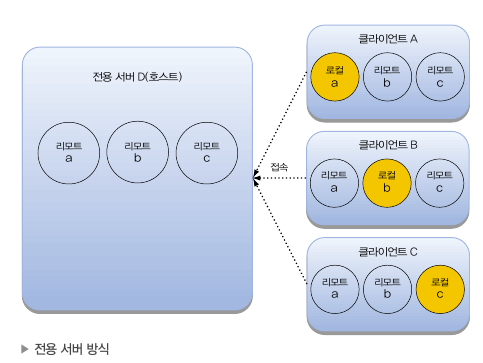 전용 서버 D(호스트)
리모트
a
리모트
b
리모트
c
접속
클라이언트 A
로컬
a
리모트
b
리모트
c
클라이언트 B
리모트
a
로컬
b
리모트
c
클라이언트 C
리모트
a
리모트
b
로컬
c
▶ 전용 서버 방식